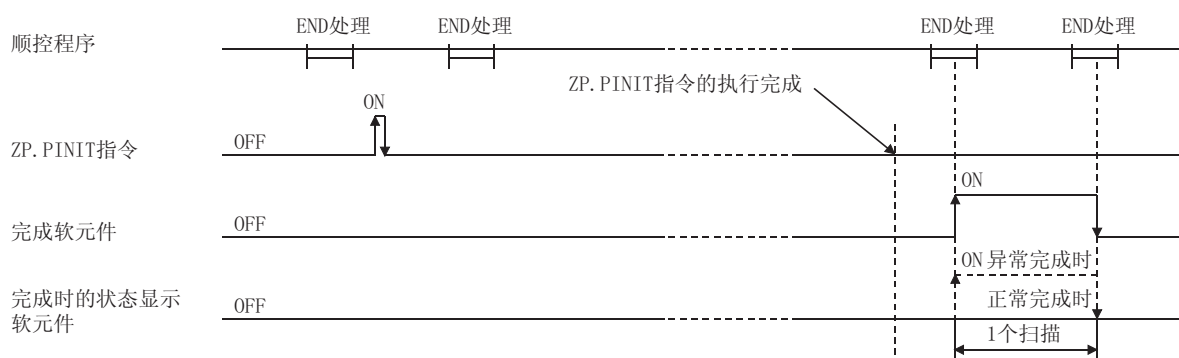 END处理
END处理
END处理
END处理
顺控程序
ZP.PINIT指令的执行完成
ON
ZP.PINIT指令
OFF
ON
完成软元件
OFF
ON 异常完成时
完成时的状态显示
软元件
OFF
正常完成时
1个扫描